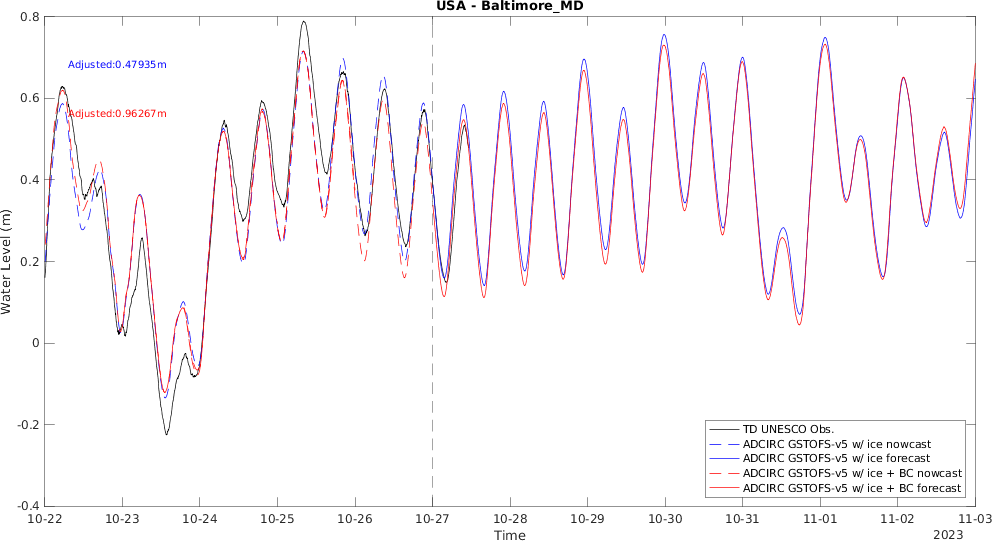 USA - Baltimore_MD
0.8
Adjusted:0.47935m
0.6
Adjusted:0.96267m
0.4
Water Level (m)
0.2
0
-0.2
TD UNESCO Obs.
ADCIRC GSTOFS-v5 w/ ice nowcast
ADCIRC GSTOFS-v5 w/ ice forecast
ADCIRC GSTOFS-v5 w/ ice + BC nowcast
ADCIRC GSTOFS-v5 w/ ice + BC forecast
-0.4
10-22 10-23 10-24 10-25 10-26 10-27 10-28 10-29 10-30 10-31 11-01 11-02 11-03
Time
2023